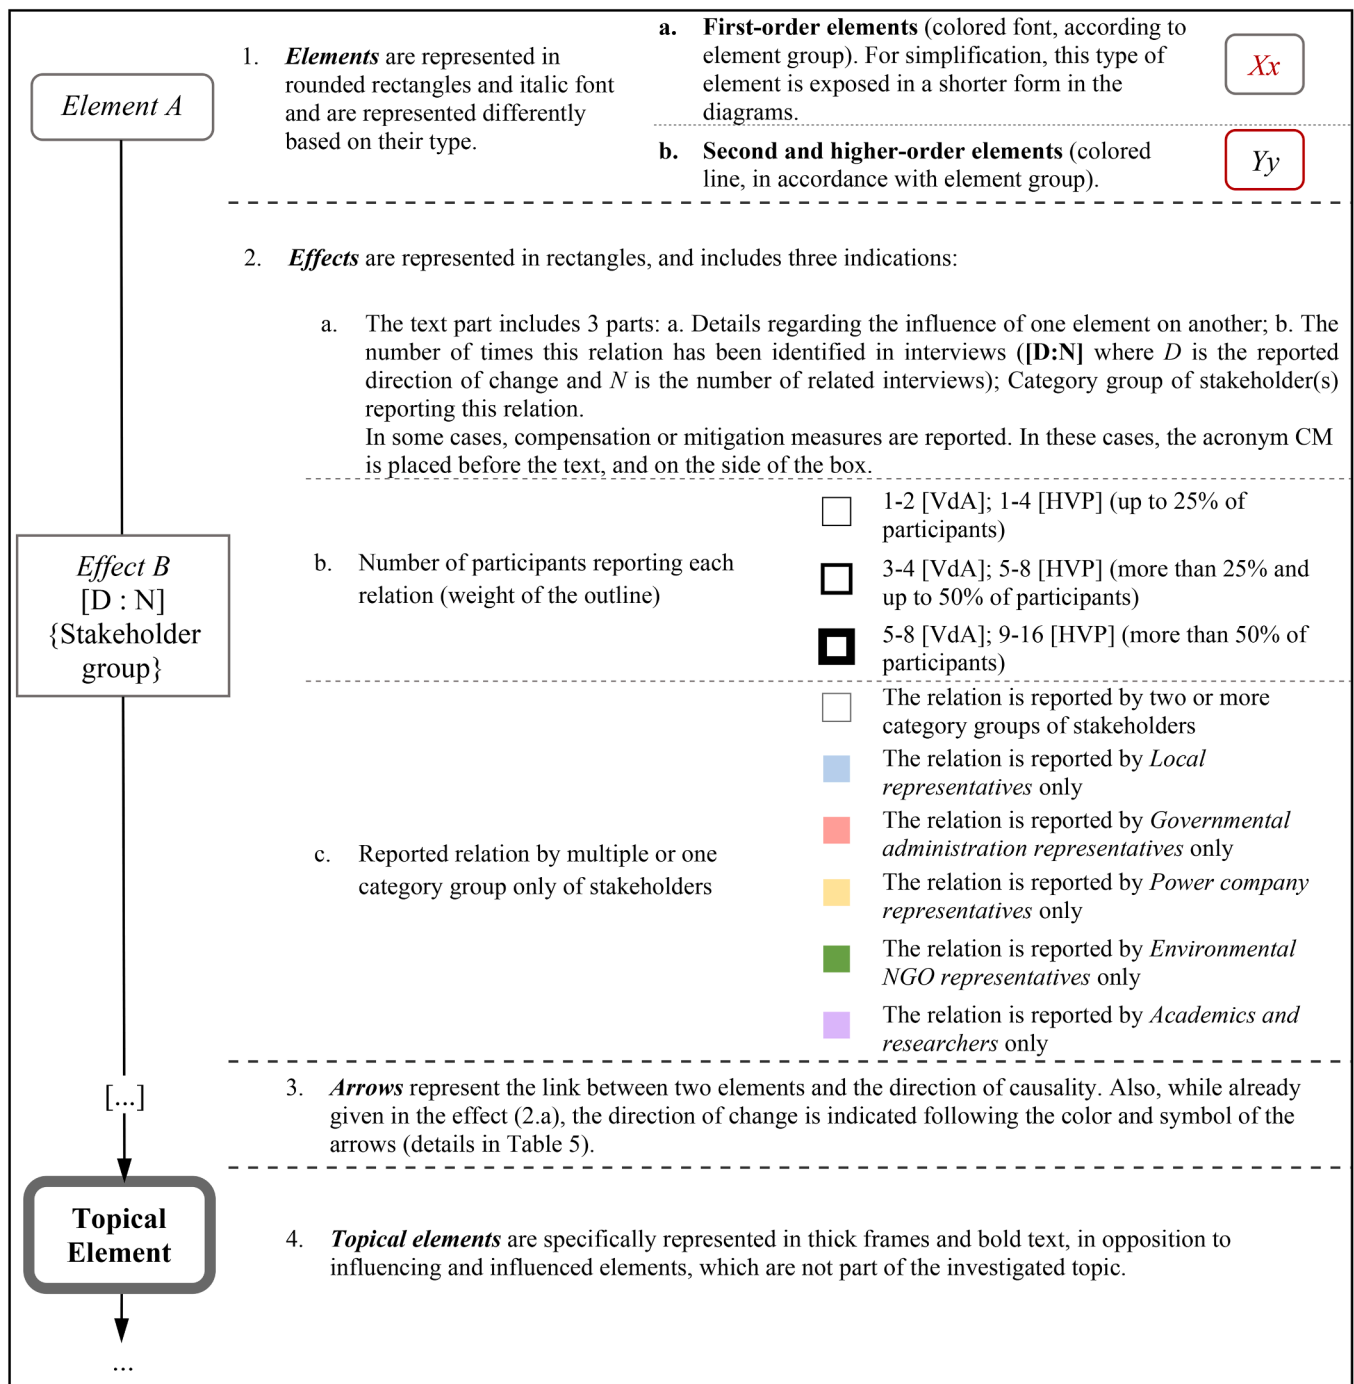 Element A
1. Elements are represented in
rounded rectangles and italic font
and are represented differently
based on their type.
a. First-order elements (colored font, according to
element group). For simplification, this type of
element is exposed in a shorter form in the
diagrams.
Xx
b. Second and higher-order elements (colored
line, in accordance with element group).
Yy
2. Effects are represented in rectangles, and includes three indications:
a. The text part includes 3 parts: a. Details regarding the influence of one element on another; b. The
number of times this relation has been identified in interviews ([D:N] where D is the reported
direction of change and N is the number of related interviews); Category group of stakeholder(s)
reporting this relation.
In some cases, compensation or mitigation measures are reported. In these cases, the acronym CM
is placed before the text, and on the side of the box.
Effect B
[D : N]
{Stakeholder
group}
b. Number of participants reporting each
relation (weight of the outline)
1-2 [VdA]; 1-4 [HVP] (up to 25% of
participants)
3-4 [VdA]; 5-8 [HVP] (more than 25% and
up to 50% of participants)
5-8 [VdA]; 9-16 [HVP] (more than 50% of
participants)
c. Reported relation by multiple or one
category group only of stakeholders
The relation is reported by two or more
category groups of stakeholders
The relation is reported by Local
representatives only
The relation is reported by Governmental
administration representatives only
The relation is reported by Power company
representatives only
The relation is reported by Environmental
NGO representatives only
The relation is reported by Academics and
researchers only
[...]
3. Arrows represent the link between two elements and the direction of causality. Also, while already
given in the effect (2.a), the direction of change is indicated following the color and symbol of the
arrows (details in Table 5).
Topical
Element
4. Topical elements are specifically represented in thick frames and bold text, in opposition to
influencing and influenced elements, which are not part of the investigated topic.
...